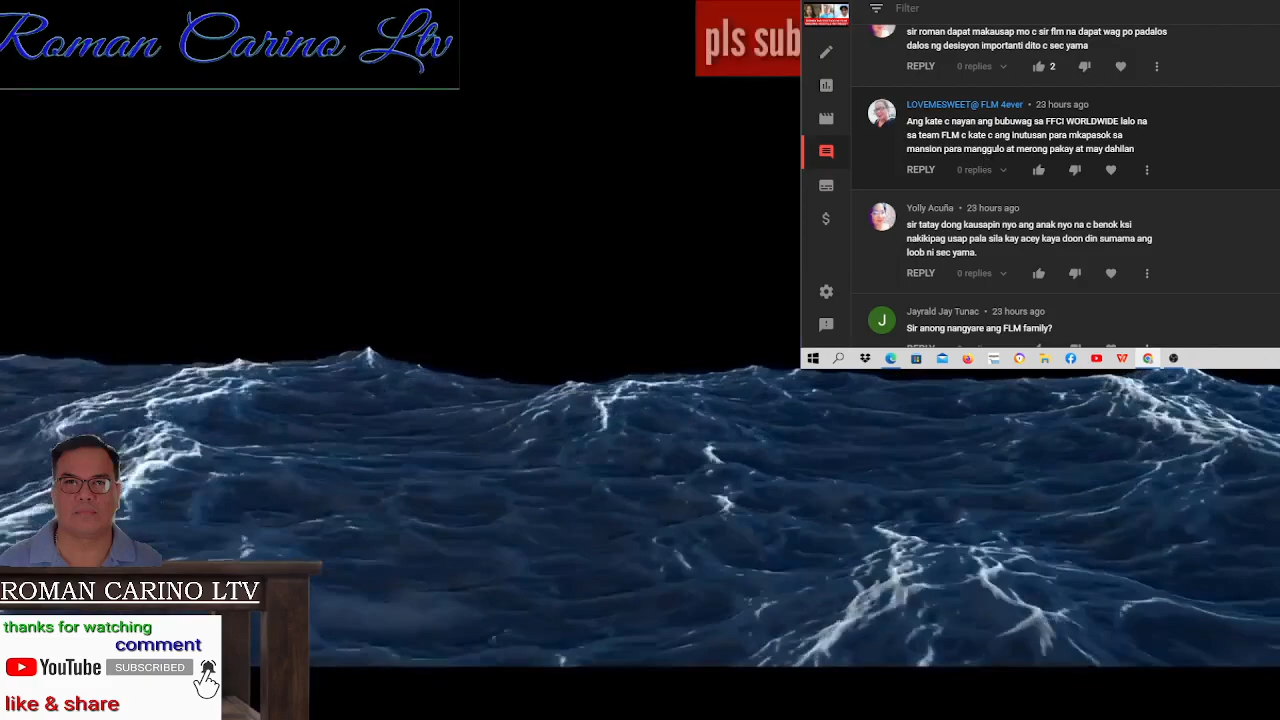 Roman Carino Ltv
pls sub
Filter
sir roman dapat makausap mo c sir flm na dapat wag po padalos
dalos ng desisyon importanti dito c sec yama
REPLY 0 replies 2
LOVEMESWEET@ FLM 4ever • 23 hours ago
Ang kate c nayan ang bubuwag sa FFCI WORLDWIDE lalo na
sa team FLM c kate c ang inutusan para mkapasok sa
mansion para manggulo at merong pakay at may dahilan
REPLY 0 replies
Yolly Acuña • 23 hours ago
sir tatay dong kausapin nyo ang anak nyo na c benok ksi
nakikipag usap pala sila kay acey kaya doon din sumama ang
loob ni sec yama.
REPLY 0 replies
J
Jayrald Jay Tunac • 23 hours ago
Sir anong nangyare ang FLM family?
ROMAN CARINO LTV
thanks for watching
comment
YouTube SUBSCRIBED
like & share